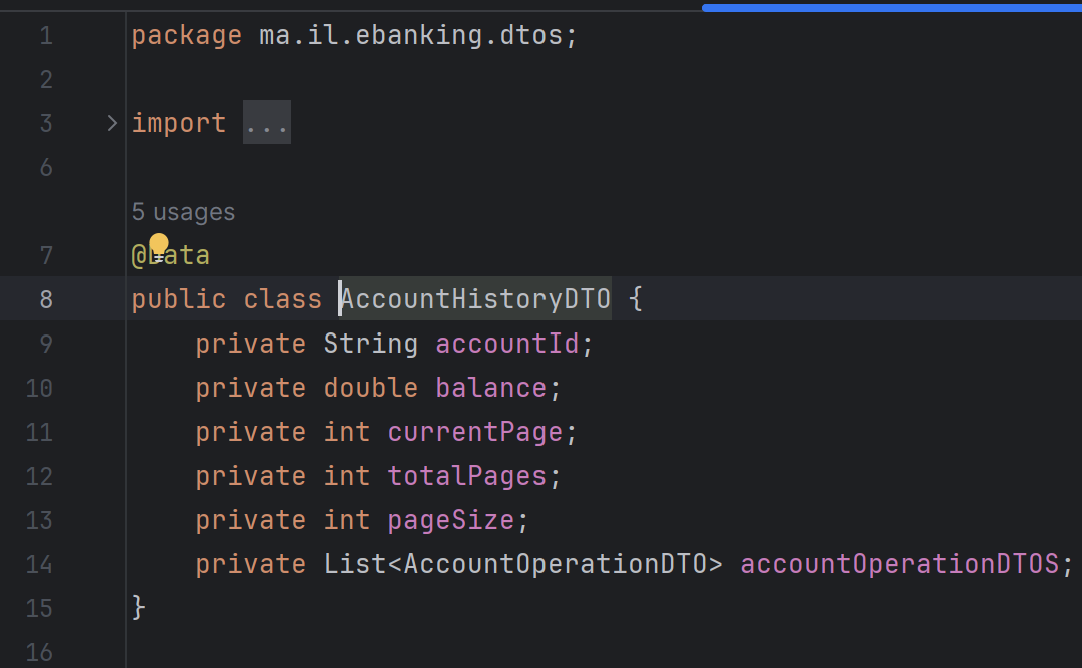 1 package ma.il.ebanking.dtos;
2
3 import ...
6
5 usages
7 @Data
8 public class AccountHistoryDTO {
9 private String accountId;
10 private double balance;
11 private int currentPage;
12 private int totalPages;
13 private int pageSize;
14 private List<AccountOperationDTO> accountOperationDTOS;
15 }
16